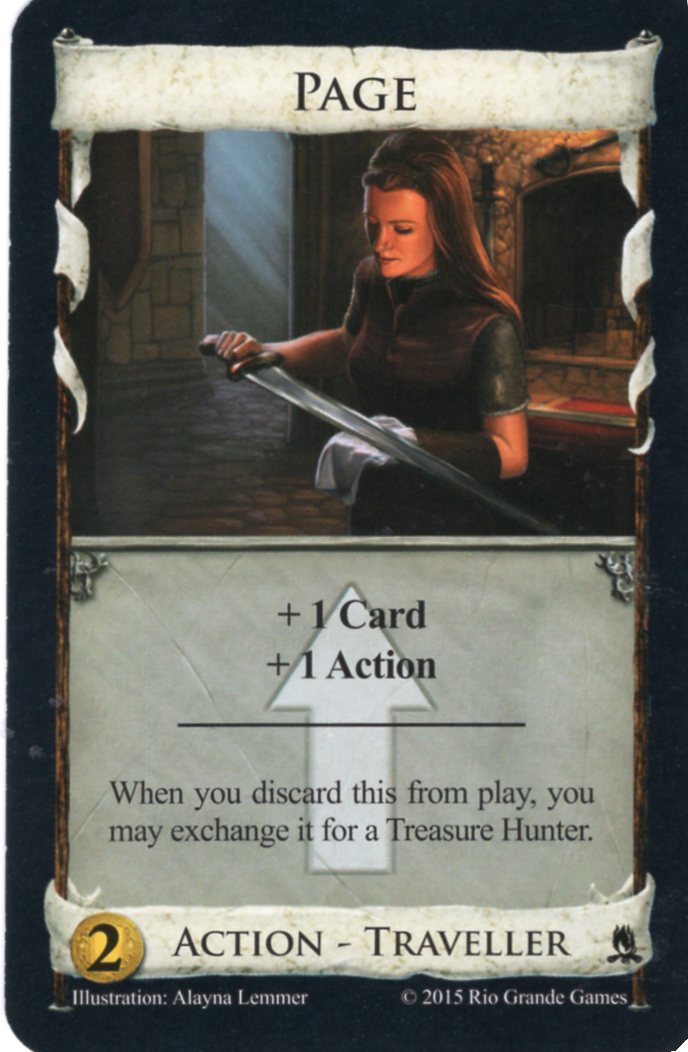 PAGE
+ 1 Card
+ 1 Action
When you discard this from play, you
may exchange it for a Treasure Hunter.
2 ACTION - TRAVELLER
Illustration: Alayna Lemmer © 2015 Rio Grande Games